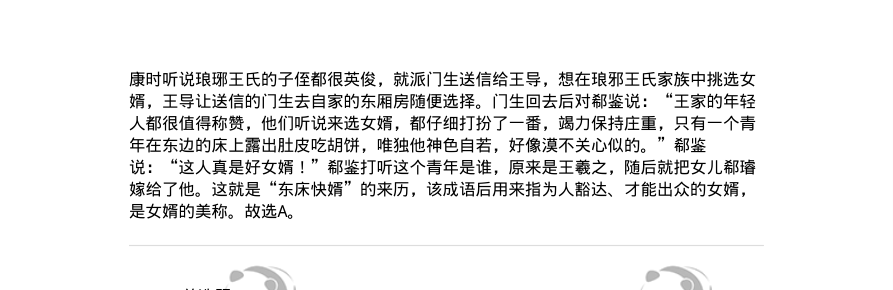 康时听说琅琊王氏的子侄都很英俊，就派门生送信给王导，想在琅邪王氏家族中挑选女
婿，王导让送信的门生去自家的东厢房随便选择。门生回去后对郗鉴说：“王家的年轻
人都很值得称赞，他们听说来选女婿，都仔细打扮了一番，竭力保持庄重，只有一个青
年在东边的床上露出肚皮吃胡饼，唯独他神色自若，好像漠不关心似的。”郗鉴
说：“这人真是好女婿！”郗鉴打听这个青年是谁，原来是王羲之，随后就把女儿郗璿
嫁给了他。这就是“东床快婿”的来历，该成语后用来指为人豁达、才能出众的女婿，
是女婿的美称。故选A。